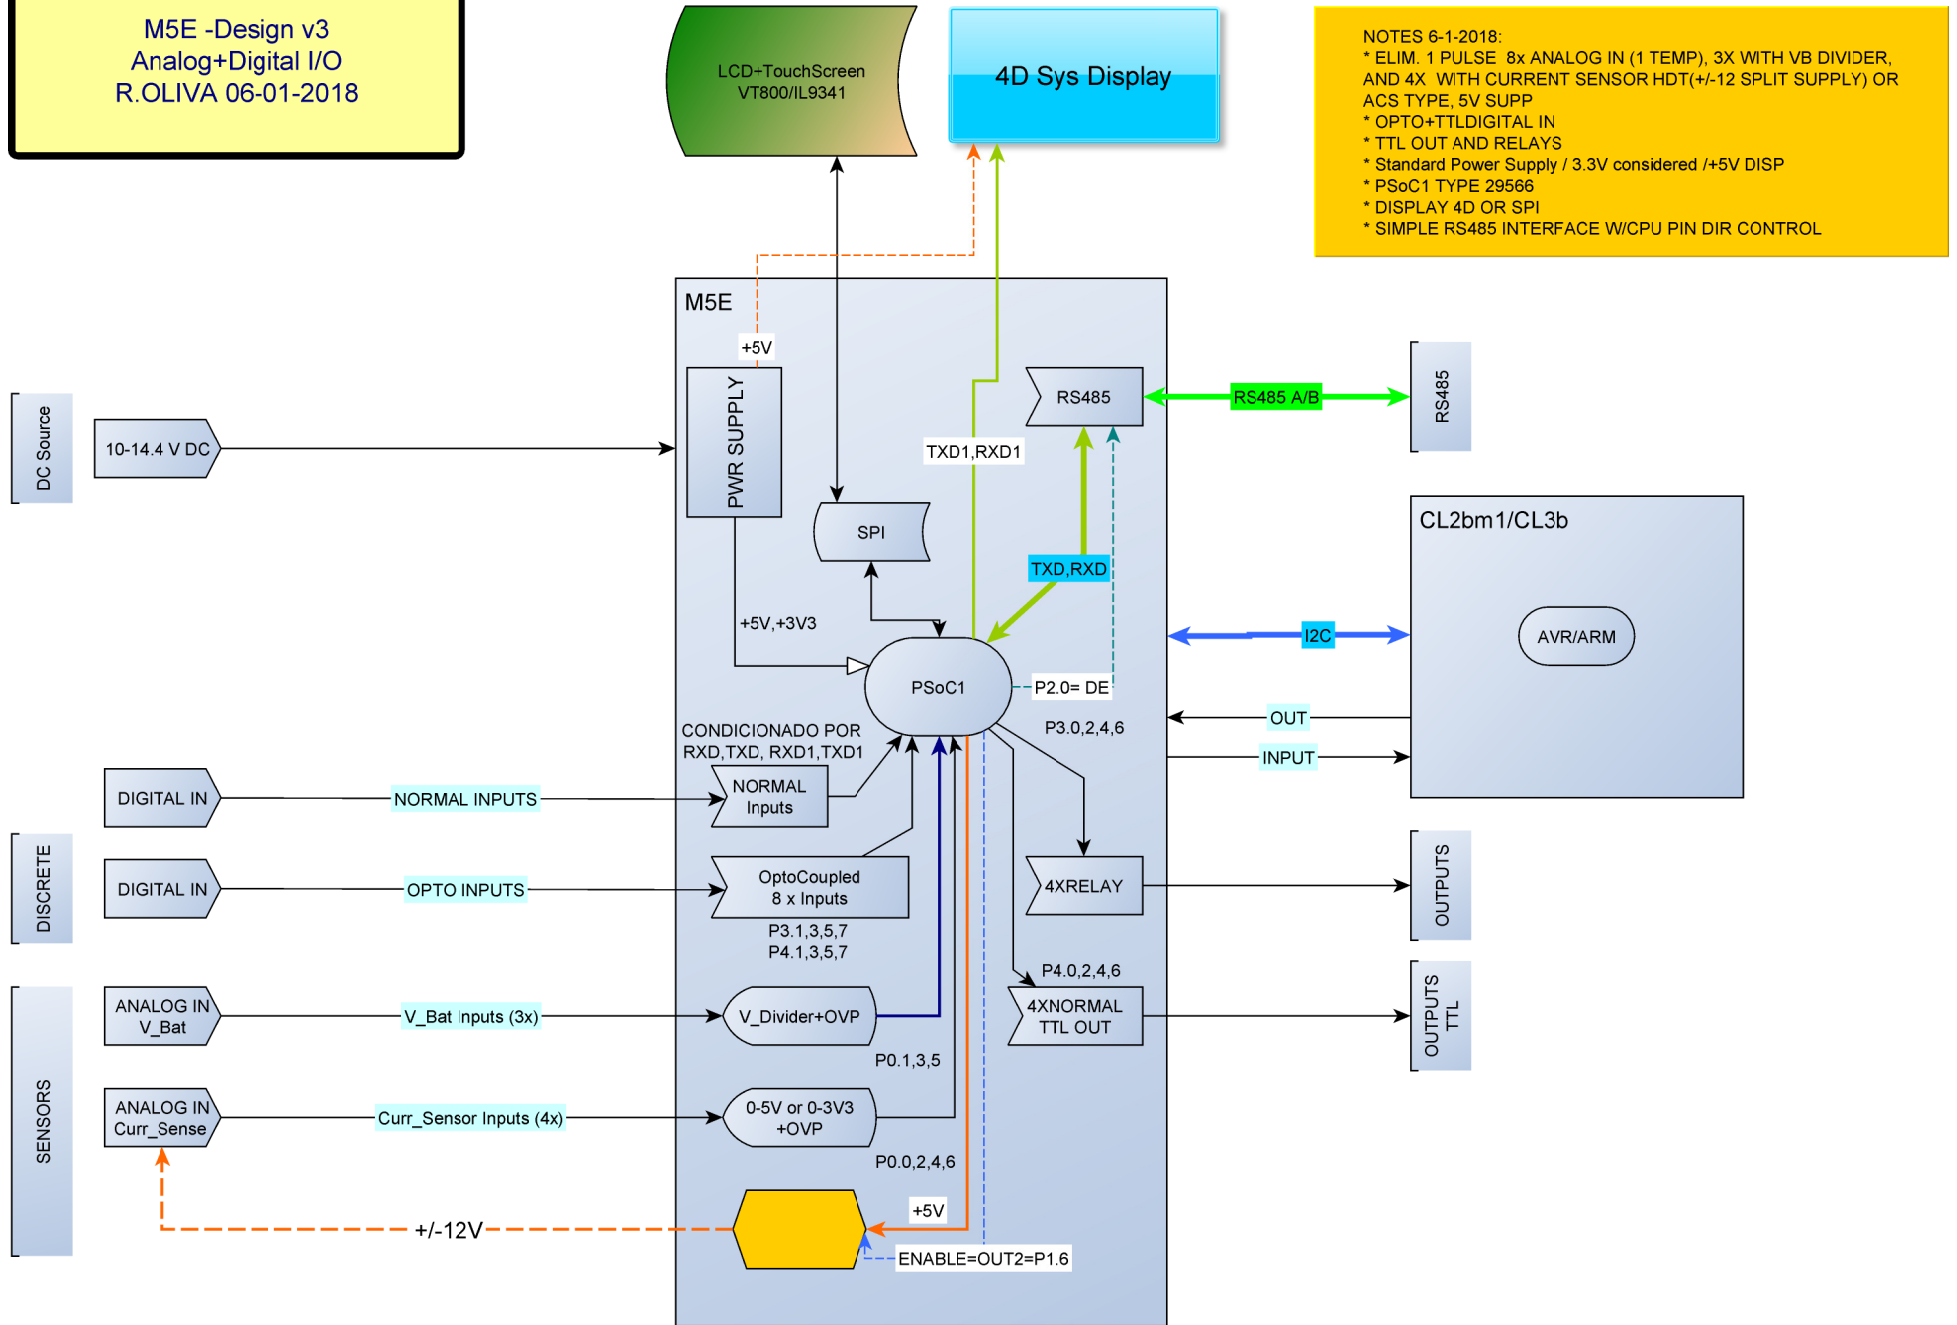 M5E -Design v3
Analog+Digital I/O
R.OLIVA 06-01-2018
LCD+TouchScreen
VT800/IL9341
4D Sys Display
NOTES 6-1-2018:
* ELIM. 1 PULSE 8x ANALOG IN (1 TEMP), 3X WITH VB DIVIDER,
AND 4X WITH CURRENT SENSOR HDT(+/-12 SPLIT SUPPLY) OR
ACS TYPE, 5V SUPP
* OPTO+TTLDIGITAL IN
* TTL OUT AND RELAYS
* Standard Power Supply / 3.3V considered /+5V DISP
* PSoC1 TYPE 29566
* DISPLAY 4D OR SPI
* SIMPLE RS485 INTERFACE W/CPU PIN DIR CONTROL
M5E
+5V
PWR SUPPLY
RS485
RS485 A/B
RS485
DC Source
10-14.4 V DC
TXD1,RXD1
SPI
TXD,RXD
CL2bm1/CL3b
AVR/ARM
+5V,+3V3
I2C
PSoC1
P2.0= DE
OUT
INPUT
P3.0,2,4,6
CONDICIONADO POR
RXD,TXD, RXD1,TXD1
DIGITAL IN
NORMAL INPUTS
NORMAL
Inputs
DISCRETE
DIGITAL IN
OPTO INPUTS
OptoCoupled
8 x Inputs
P3.1,3,5,7
P4.1,3,5,7
4XRELAY
OUTPUTS
P4.0,2,4,6
SENSORS
ANALOG IN
V_Bat
V_Bat Inputs (3x)
V_Divider+OVP
P0.1,3,5
4XNORMAL
TTL OUT
OUTPUTS
TTL
ANALOG IN
Curr_Sense
Curr_Sensor Inputs (4x)
0-5V or 0-3V3
+OVP
P0.0,2,4,6
+5V
+/-12V
ENABLE=OUT2=P1.6